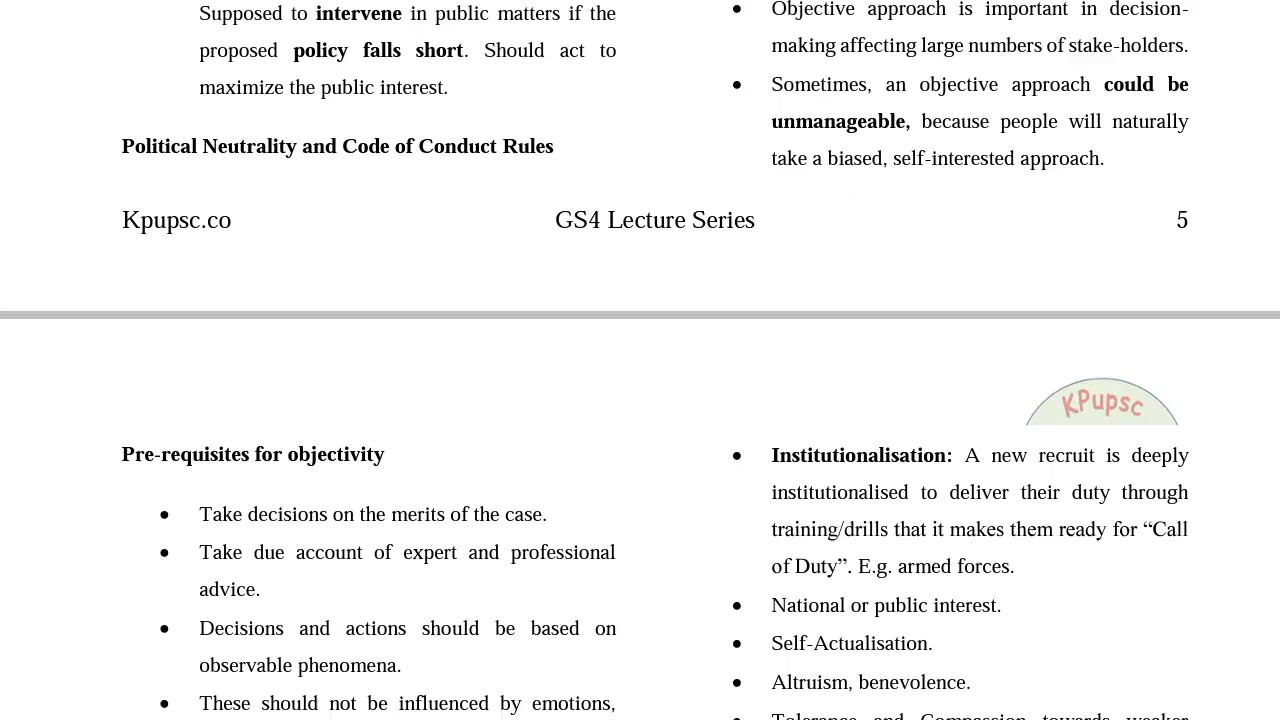 Supposed to intervene in public matters if the
proposed policy falls short. Should act to
maximize the public interest.
Political Neutrality and Code of Conduct Rules
Objective approach is important in decision-
making affecting large numbers of stake-holders.
• Sometimes, an objective approach could be
unmanageable, because people will naturally
take a biased, self-interested approach.
Kpupsc.co GS4 Lecture Series 5
KPupsc
Pre-requisites for objectivity
• Take decisions on the merits of the case.
• Take due account of expert and professional
advice.
• Decisions and actions should be based on
observable phenomena.
• These should not be influenced by emotions,
• Institutionalisation: A new recruit is deeply
institutionalised to deliver their duty through
training/drills that it makes them ready for “Call
of Duty”. E.g. armed forces.
• National or public interest.
• Self-Actualisation.
• Altruism, benevolence.
• Tolerance and Compassion towards weaker